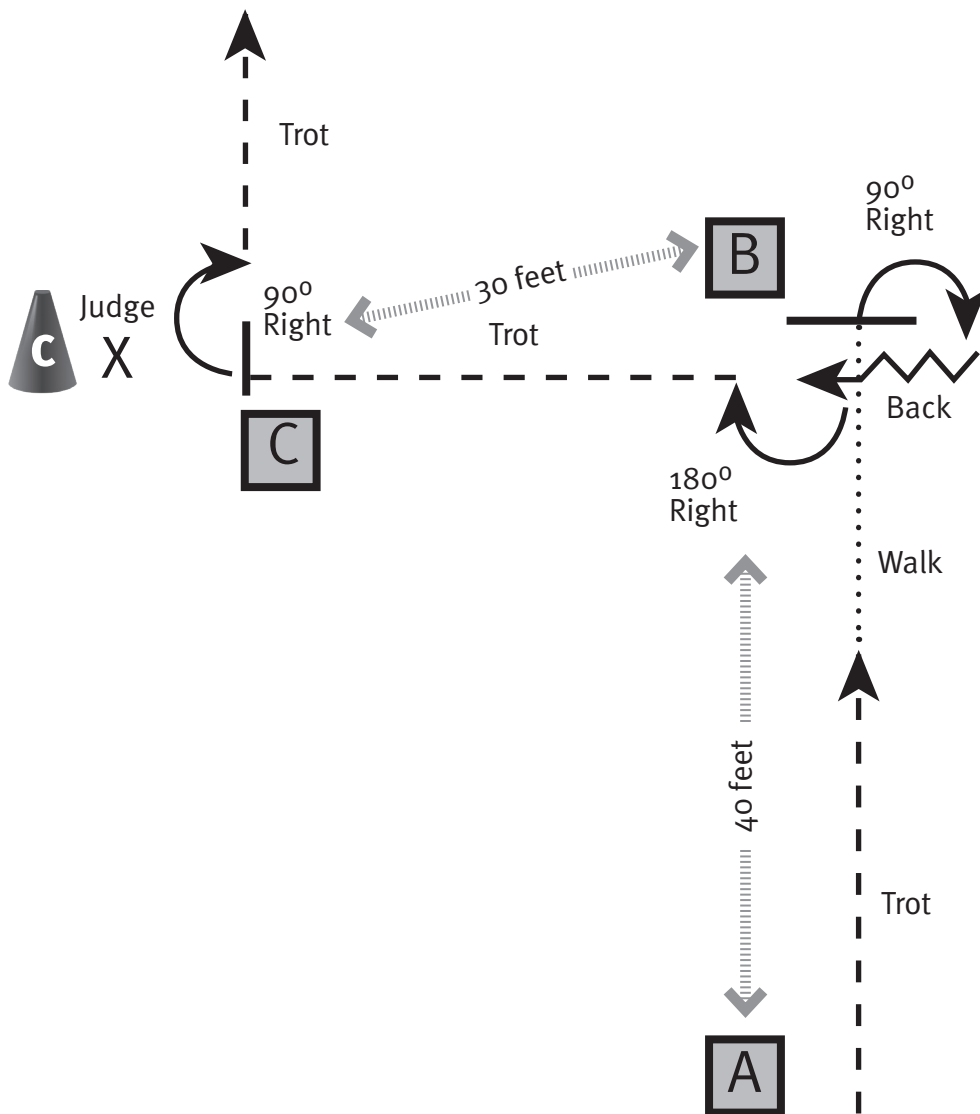 Trot
90º
Right
B
Judge
C
X
90º
Right
30 feet
Trot
Back
C
180º
Right
Walk
40 feet
Trot
A